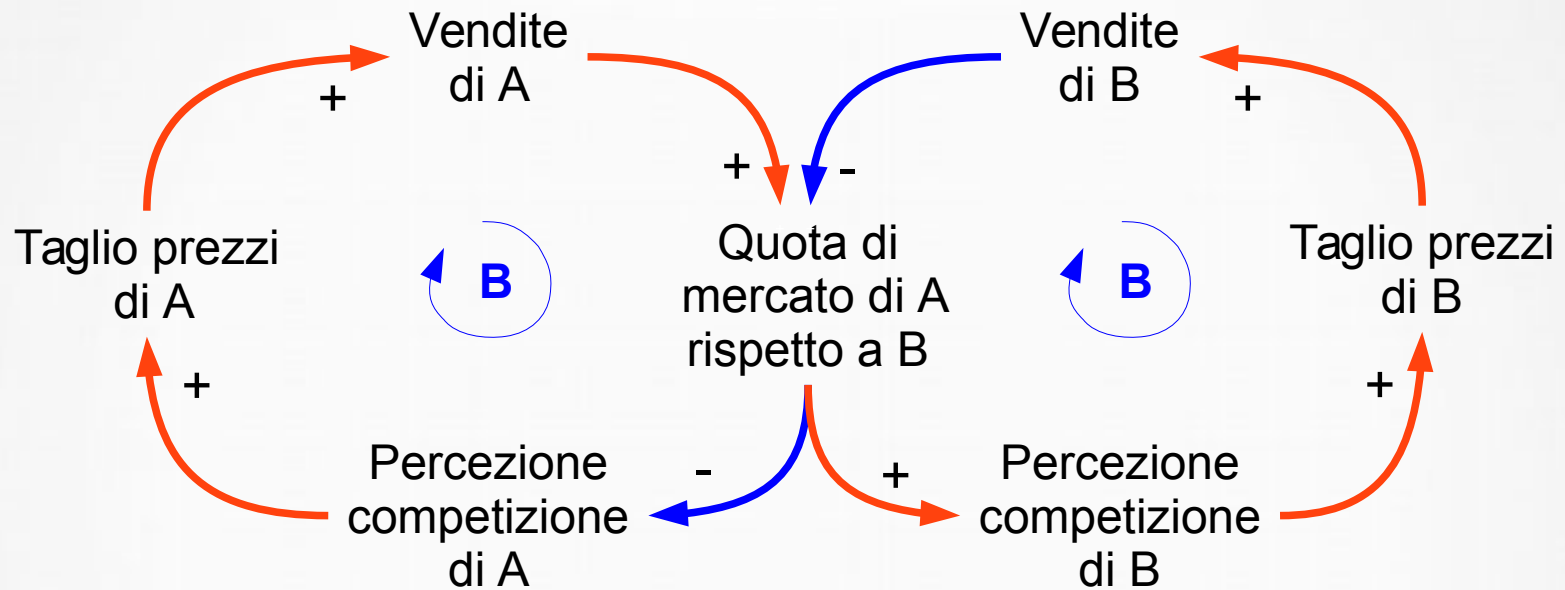 Vendite
di A
Vendite
di B
+
+
+
-
Taglio prezzi
di A
B
Quota di
mercato di A
rispetto a B
B
Taglio prezzi
di B
+
+
-
+
Percezione
competizione
di A
Percezione
competizione
di B